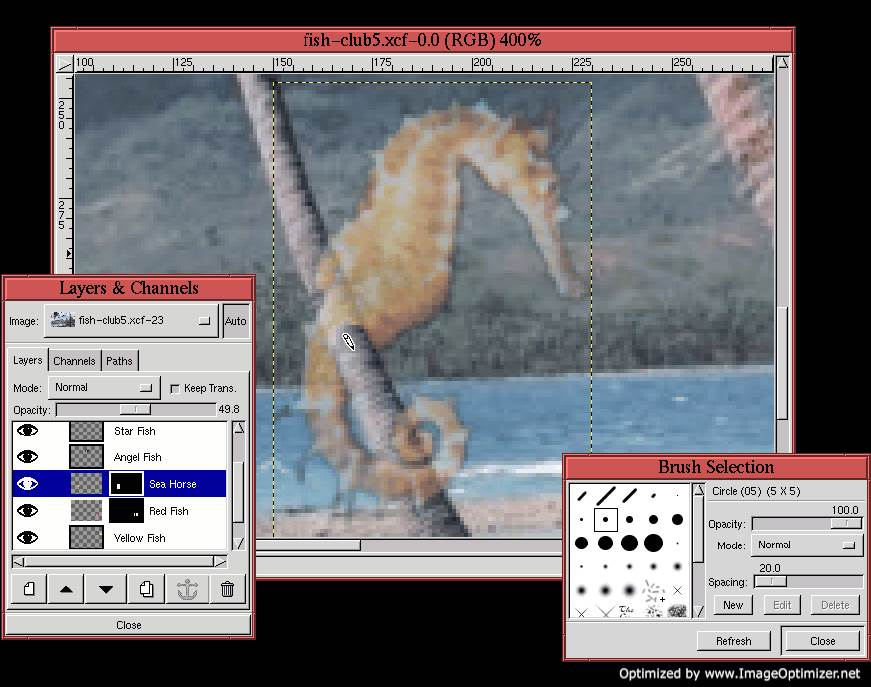 fish-club5.xcf-0.0 (RGB) 400%
100 125 150 175 200 225 250
250
275
Layers & Channels
Image: fish-club5.xcf-23 Auto
Layers Channels Paths
Mode: Normal Keep Trans.
Opacity: 49.8
Star Fish
Angel Fish
Sea Horse
Red Fish
Yellow Fish
Close
Brush Selection
Circle (05) (5 X 5)
100.0
Opacity:
Mode: Normal
20.0
Spacing:
New Edit Delete
Refresh Close
Optimized by www.ImageOptimizer.net